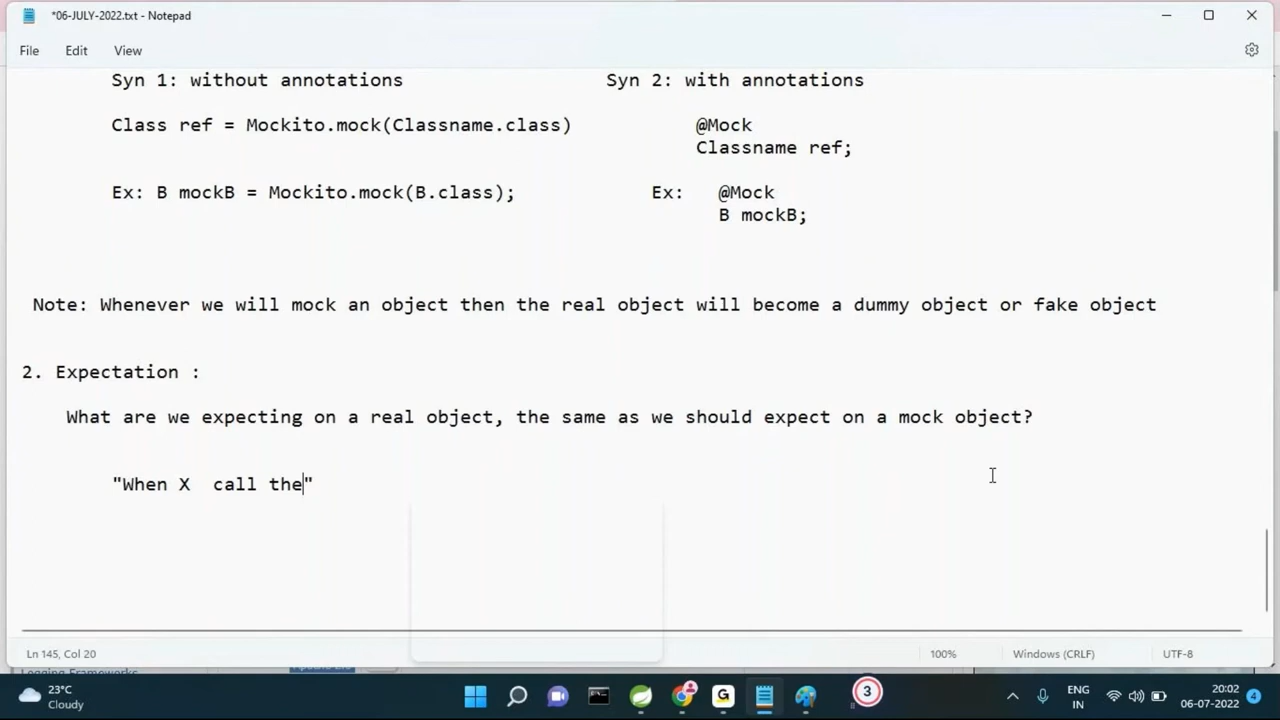 *06-JULY-2022.txt - Notepad
File Edit View
Syn 1: without annotations Syn 2: with annotations
Class ref = Mockito.mock(Classname.class) @Mock
Classname ref;
Ex: B mockB = Mockito.mock(B.class); Ex: @Mock
B mockB;
Note: Whenever we will mock an object then the real object will become a dummy object or fake object
2. Expectation :
What are we expecting on a real object, the same as we should expect on a mock object?
"When X call the"
Ln 145, Col 20 100% Windows (CRLF) UTF-8
23°C
Cloudy
3
ENG
IN
20:02
06-07-2022
4